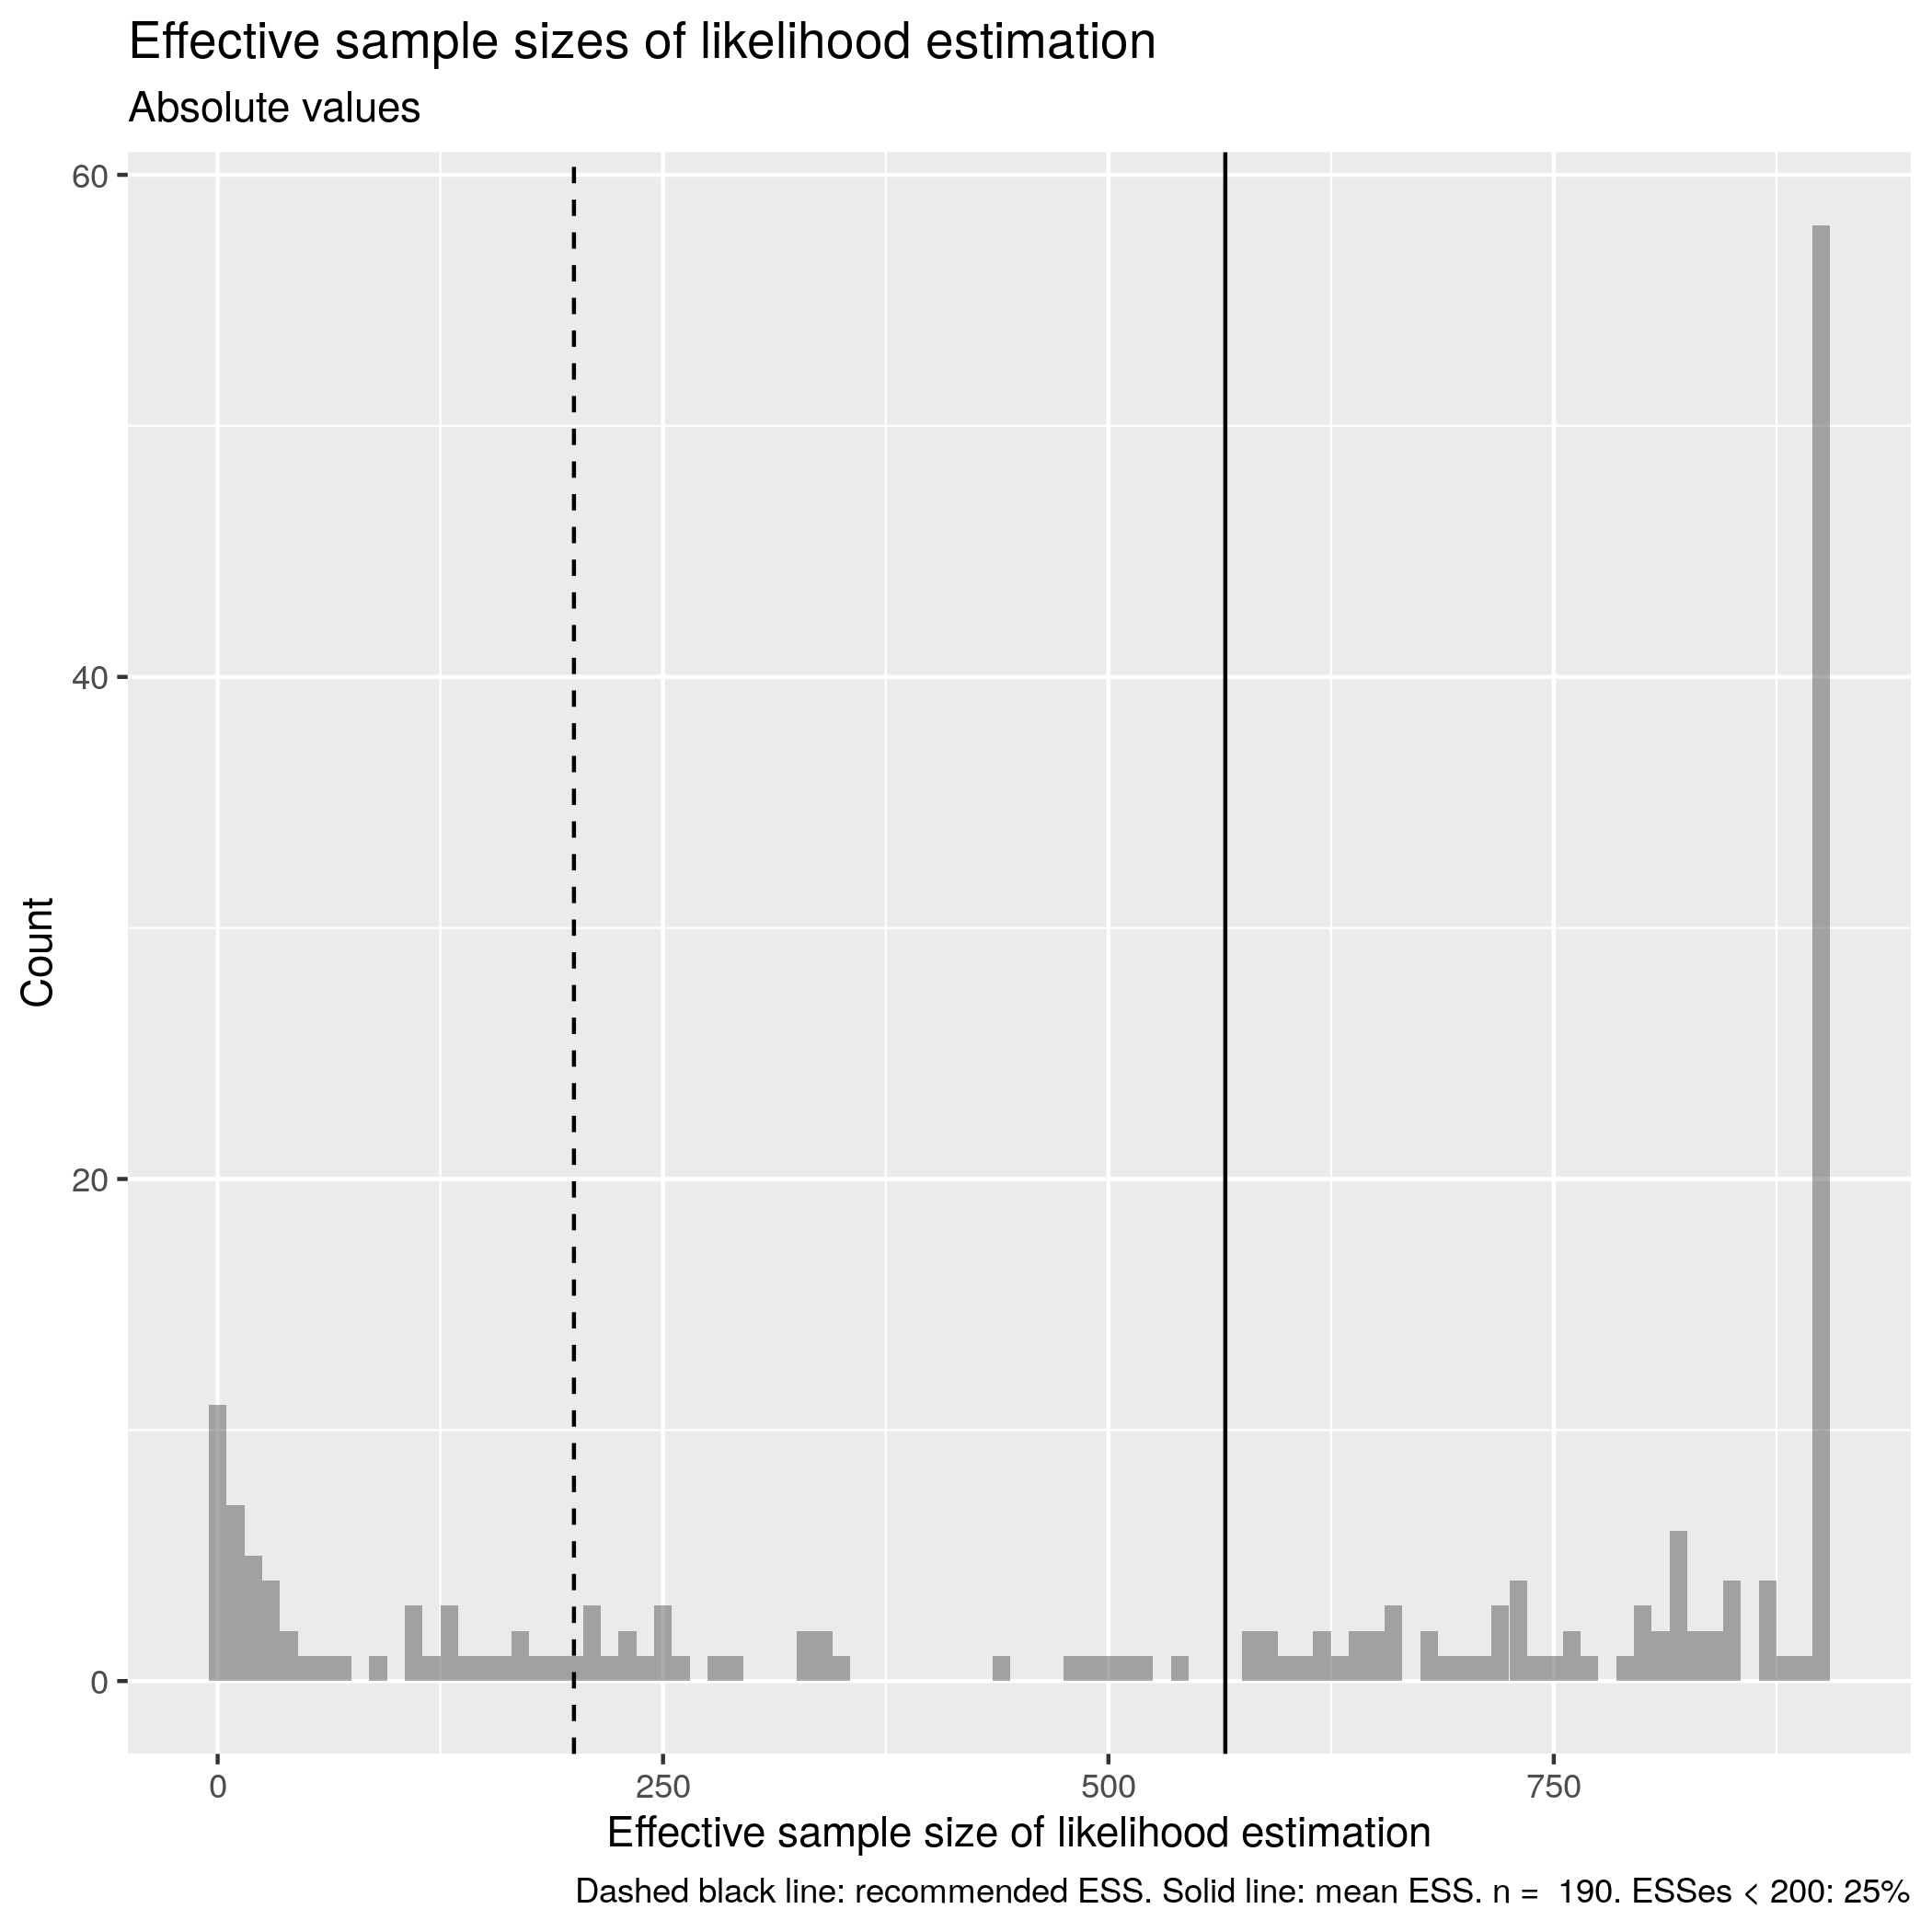 Effective sample sizes of likelihood estimation
Absolute values
60
40
20
0
Count
0 250 500 750
Effective sample size of likelihood estimation
Dashed black line: recommended ESS. Solid line: mean ESS. n =  190. ESSes < 200: 25%